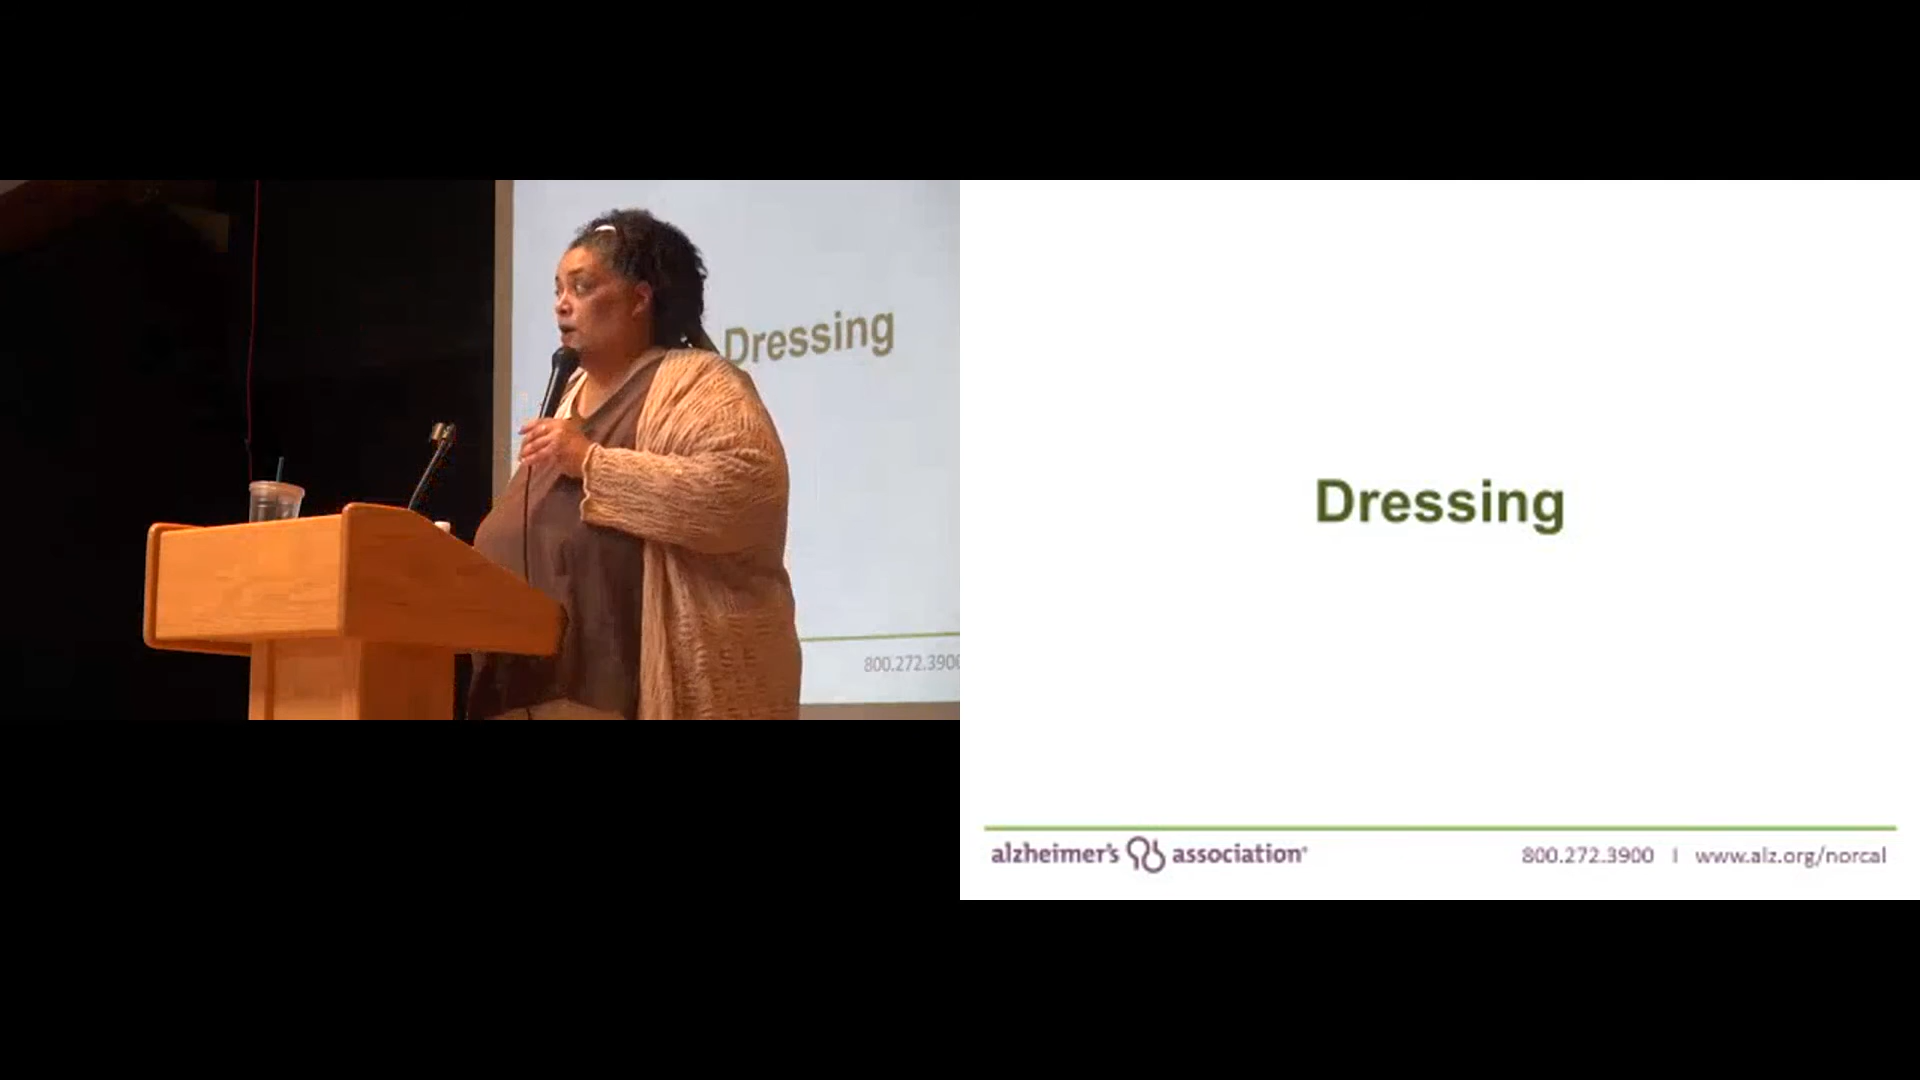 Dressing
800.272.3900
Dressing
alzheimer's association®
800.272.3900 | www.alz.org/norcal